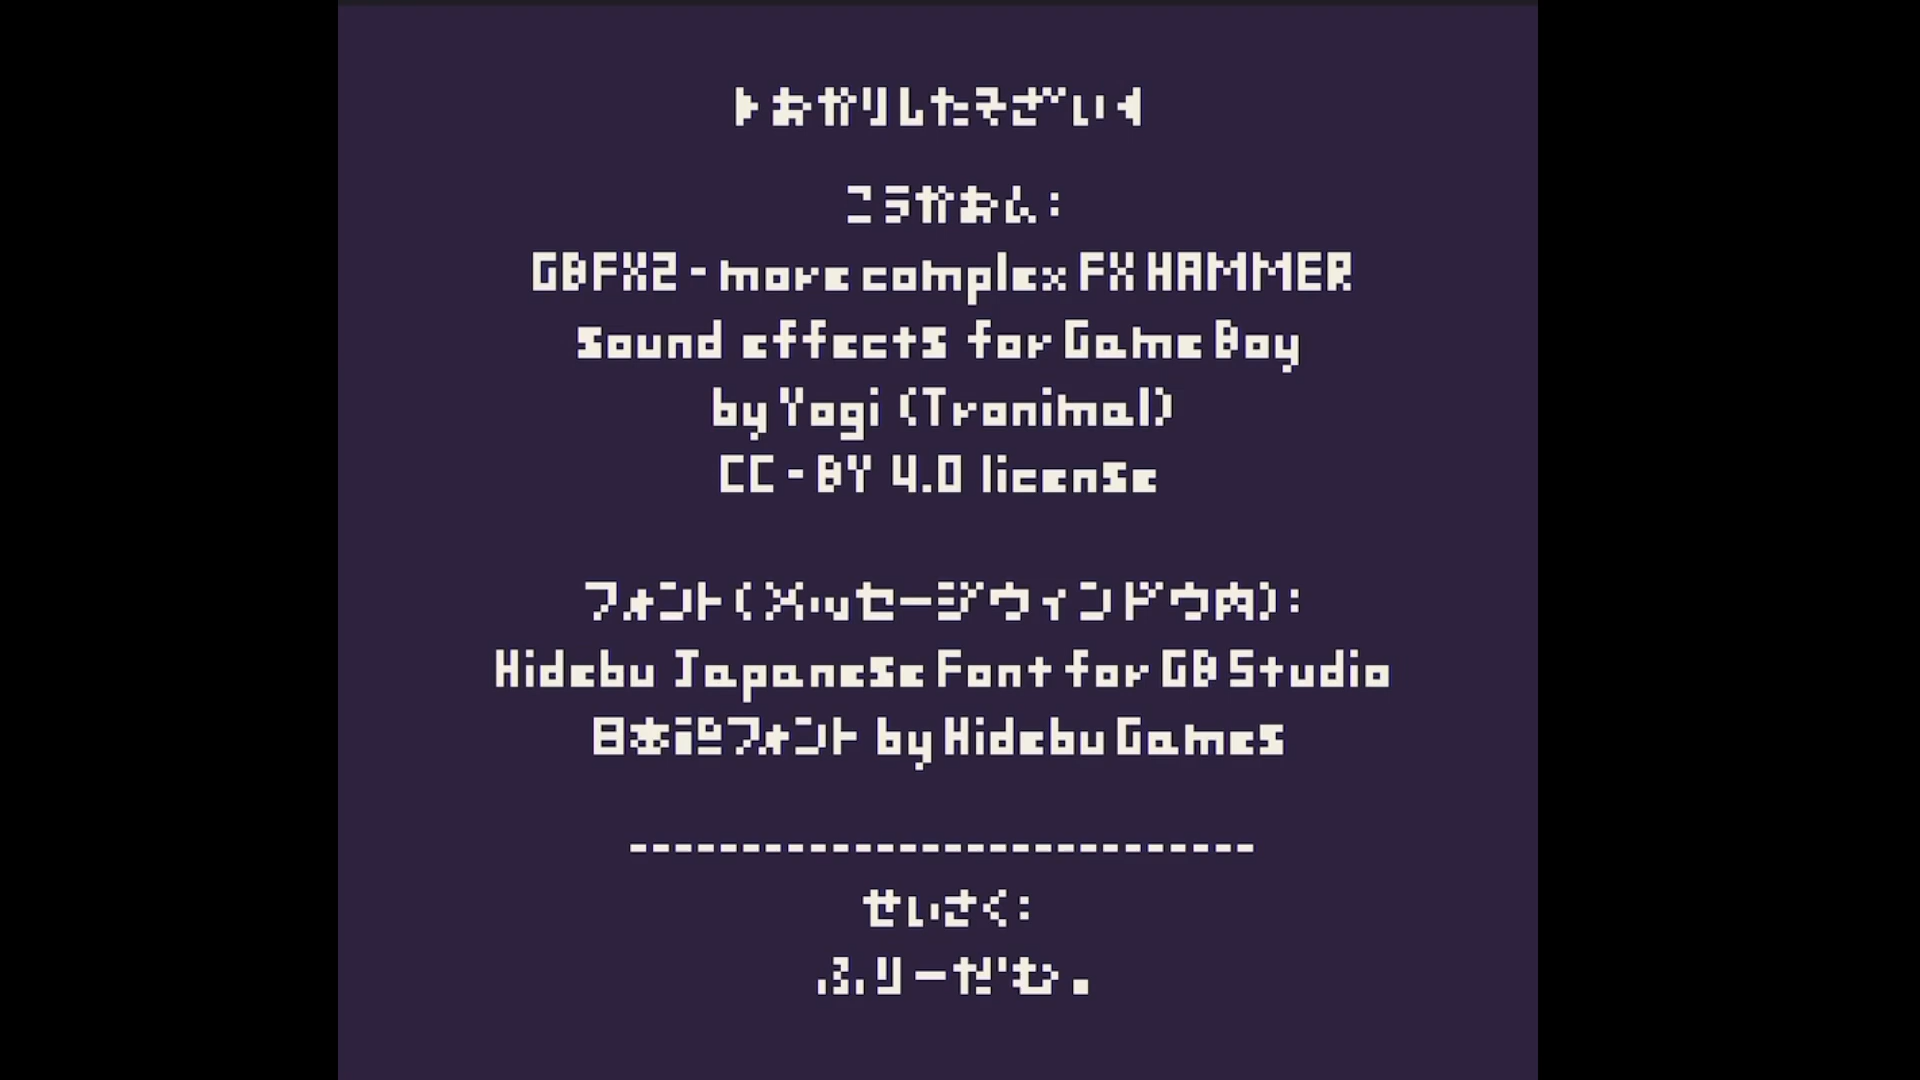 ▶おかりしたそざい◀
こうかおん:
GBFX2 - more complex FX HAMMER
sound effects for Game Boy
by Yogi (Tronimal)
CC-BY 4.0 license
フォント(メッセージウィンドウ内):
Hidebu Japanese Font for GB Studio
日本語フォント by Hidebu Games
----------------------------
せいさく:
ふりーだむ.